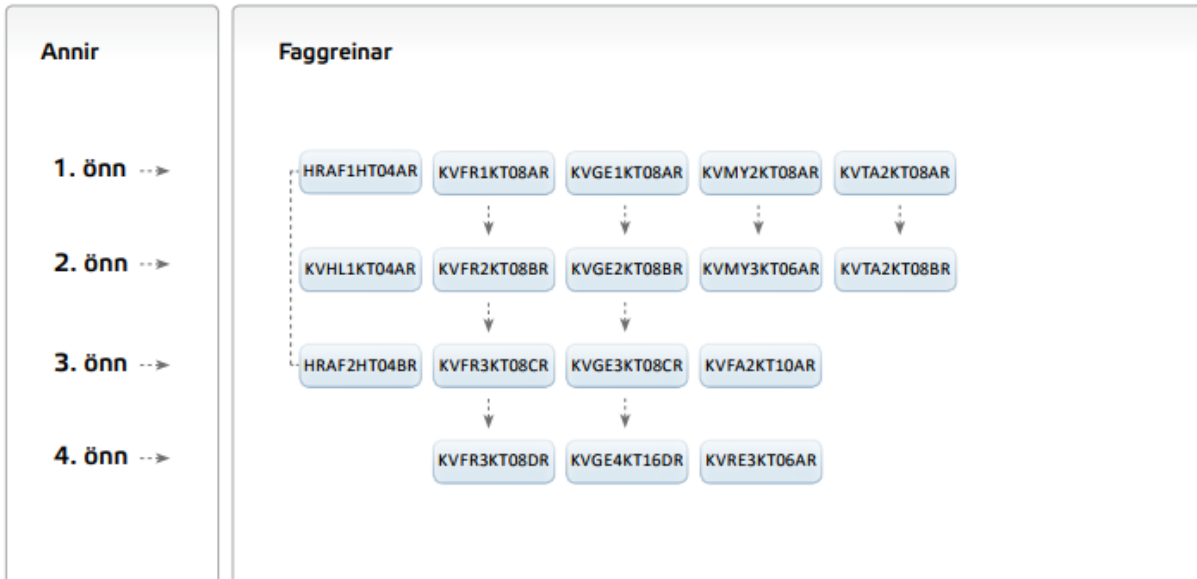 Annir
Faggreinar
1. önn
HRAF1HT04AR KVFR1KT08AR KVGE1KT08AR KVMY2KT08AR KVTA2KT08AR
2. önn
KVHL1KT04AR KVFR2KT08BR KVGE2KT08BR KVMY3KT06AR KVTA2KT08BR
3. önn
HRAF2HT04BR KVFR3KT08CR KVGE3KT08CR KVFA2KT10AR
4. önn
KVFR3KT08DR KVGE4KT16DR KVRE3KT06AR